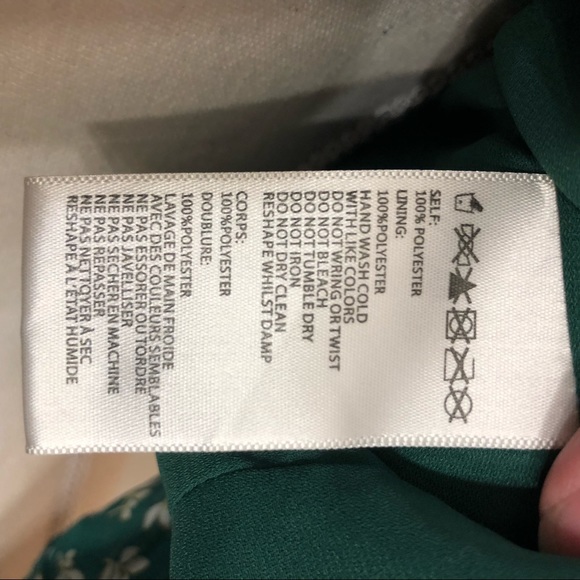 SELF:
100% POLYESTER
LINING:
100%POLYESTER
HAND WASH COLD
WITH LIKE COLORS
DO NOT WRING OR TWIST
DO NOT BLEACH
DO NOT TUMBLE DRY
DO NOT IRON
DO NOT DRY CLEAN
RESHAPE WHILST DAMP
CORPS:
100%POLYESTER
DOUBLURE:
100%POLYESTER
LAVAGE DE MAIN FROIDE
AVEC DES COULEURS SEMBLABLES
NE PAS ESSORER OU TORDRE
NE PAS JAVELLISER
NE PAS SECHER EN MACHINE
NE PAS REPASSER
NE PAS NETTOYER À SEC
RESHAPE À L'ÉTAT HUMIDE